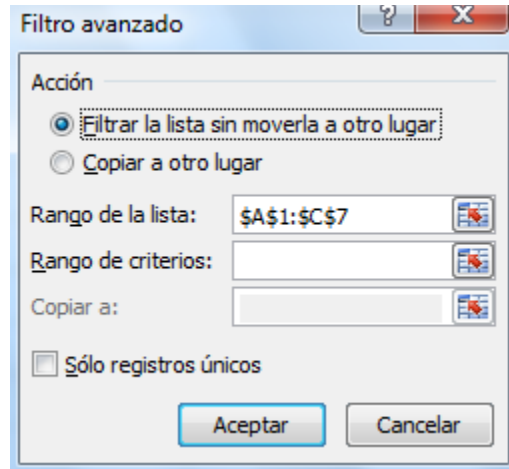 Filtro avanzado
Acción
Filtrar la lista sin moverla a otro lugar
Copiar a otro lugar
Rango de la lista: $A$1:$C$7
Rango de criterios:
Copiar a:
Sólo registros únicos
Aceptar Cancelar